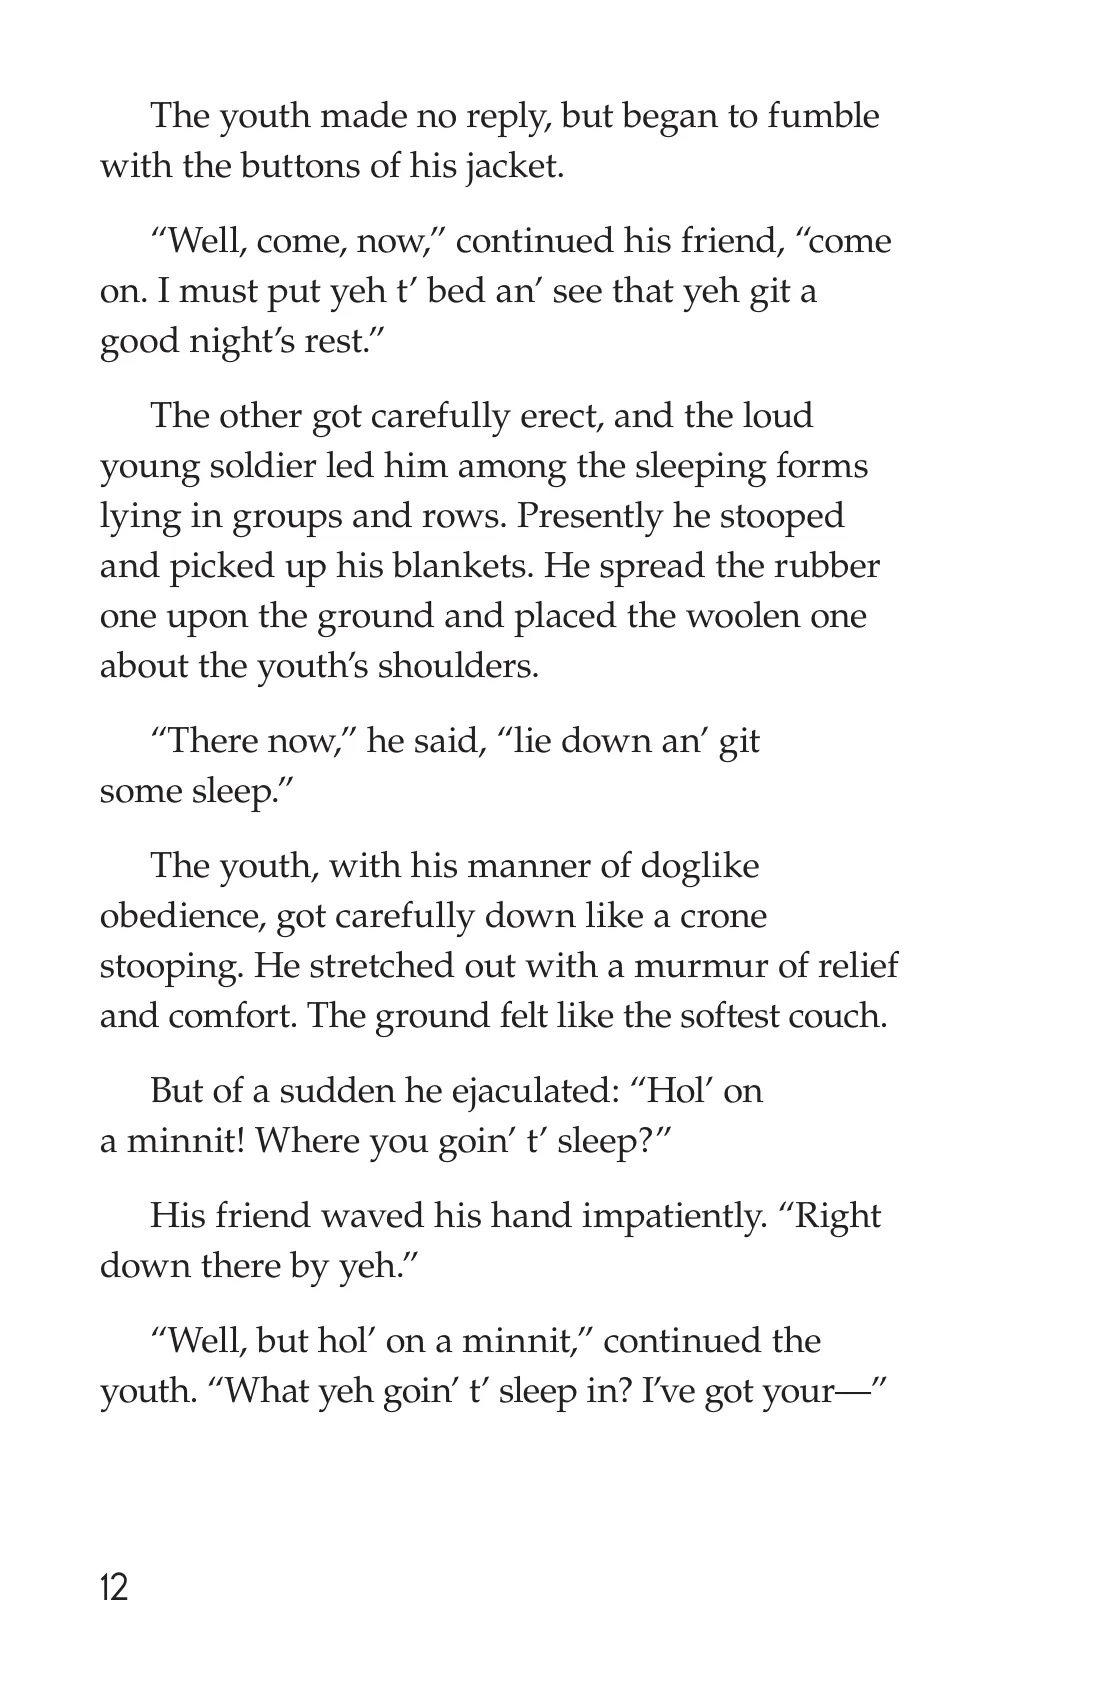 The youth made no reply, but began to fumble
with the buttons of his jacket.
“Well, come, now,” continued his friend, “come
on. I must put yeh t’ bed an’ see that yeh git a
good night’s rest.”
The other got carefully erect, and the loud
young soldier led him among the sleeping forms
lying in groups and rows. Presently he stooped
and picked up his blankets. He spread the rubber
one upon the ground and placed the woolen one
about the youth’s shoulders.
“There now,” he said, “lie down an’ git
some sleep.”
The youth, with his manner of doglike
obedience, got carefully down like a crone
stooping. He stretched out with a murmur of relief
and comfort. The ground felt like the softest couch.
But of a sudden he ejaculated: “Hol’ on
a minnit! Where you goin’ t’ sleep?”
His friend waved his hand impatiently. “Right
down there by yeh.”
“Well, but hol’ on a minnit,” continued the
youth. “What yeh goin’ t’ sleep in? I’ve got your—”
12